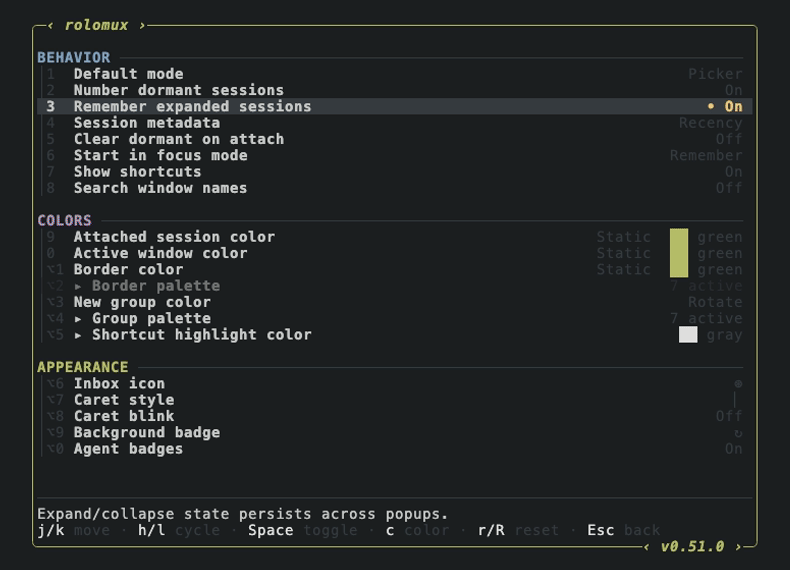 ‹ rolomux ›
BEHAVIOR
1 Default mode Picker
2 Number dormant sessions On
3 Remember expanded sessions • On
4 Session metadata Recency
5 Clear dormant on attach Off
6 Start in focus mode Remember
7 Show shortcuts On
8 Search window names Off
COLORS
9 Attached session color Static green
0 Active window color Static green
⌥1 Border color Static green
⌥2 ▸ Border palette 7 active
⌥3 New group color Rotate
⌥4 ▸ Group palette 7 active
⌥5 ▸ Shortcut highlight color gray
APPEARANCE
⌥6 Inbox icon ●
⌥7 Caret style │
⌥8 Caret blink Off
⌥9 Background badge ↻
⌥0 Agent badges On
Expand/collapse state persists across popups.
j/k move · h/l cycle · Space toggle · c color · r/R reset · Esc back
‹ v0.51.0 ›